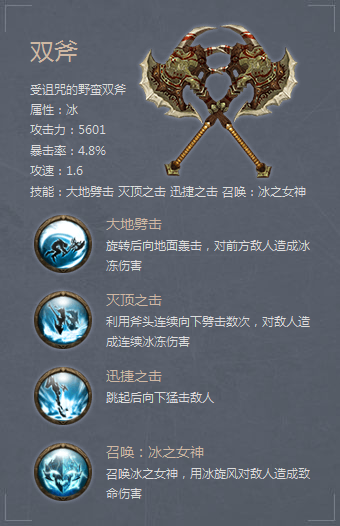 双斧
受诅咒的野蛮双斧
属性：冰
攻击力：5601
暴击率：4.8%
攻速：1.6
技能：大地劈击 灭顶之击 迅捷之击 召唤：冰之女神
大地劈击
旋转后向地面轰击，对前方敌人造成冰
冻伤害
灭顶之击
利用斧头连续向下劈击数次，对敌人造
成连续冰冻伤害
迅捷之击
跳起后向下猛击敌人
召唤：冰之女神
召唤冰之女神，用冰旋风对敌人造成致
命伤害